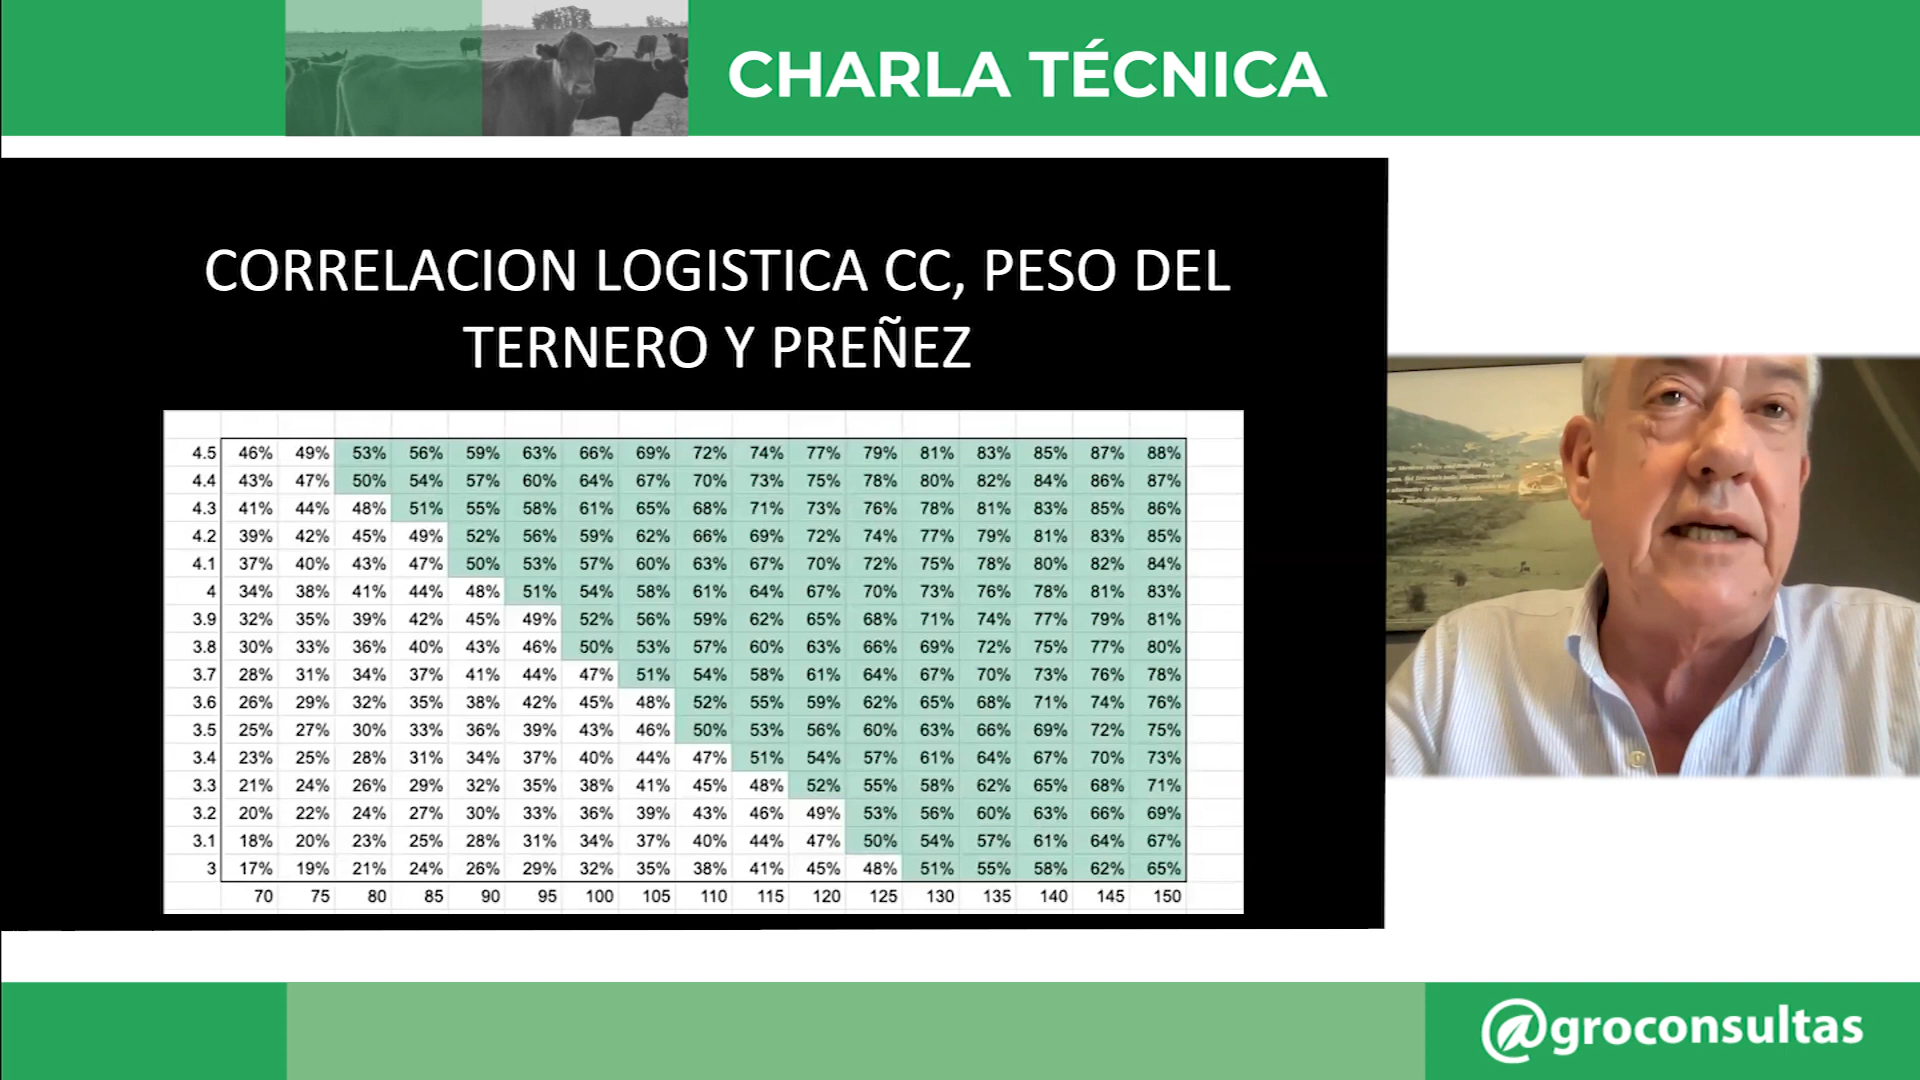 CHARLA TÉCNICA
CORRELACION LOGISTICA CC, PESO DEL
TERNERO Y PREÑEZ
4.5 46% 49% 53% 56% 59% 63% 66% 69% 72% 74% 77% 79% 81% 83% 85% 87% 88%
4.4 43% 47% 50% 54% 57% 60% 64% 67% 70% 73% 75% 78% 80% 82% 84% 86% 87%
4.3 41% 44% 48% 51% 55% 58% 61% 65% 68% 71% 73% 76% 78% 81% 83% 85% 86%
4.2 39% 42% 45% 49% 52% 56% 59% 62% 66% 69% 72% 74% 77% 79% 81% 83% 85%
4.1 37% 40% 43% 47% 50% 53% 57% 60% 63% 67% 70% 72% 75% 78% 80% 82% 84%
4 34% 38% 41% 44% 48% 51% 54% 58% 61% 64% 67% 70% 73% 76% 78% 81% 83%
3.9 32% 35% 39% 42% 45% 49% 52% 56% 59% 62% 65% 68% 71% 74% 77% 79% 81%
3.8 30% 33% 36% 40% 43% 46% 50% 53% 57% 60% 63% 66% 69% 72% 75% 77% 80%
3.7 28% 31% 34% 37% 41% 44% 47% 51% 54% 58% 61% 64% 67% 70% 73% 76% 78%
3.6 26% 29% 32% 35% 38% 42% 45% 48% 52% 55% 59% 62% 65% 68% 71% 74% 76%
3.5 25% 27% 30% 33% 36% 39% 43% 46% 50% 53% 56% 60% 63% 66% 69% 72% 75%
3.4 23% 25% 28% 31% 34% 37% 40% 44% 47% 51% 54% 57% 61% 64% 67% 70% 73%
3.3 21% 24% 26% 29% 32% 35% 38% 41% 45% 48% 52% 55% 58% 62% 65% 68% 71%
3.2 20% 22% 24% 27% 30% 33% 36% 39% 43% 46% 49% 53% 56% 60% 63% 66% 69%
3.1 18% 20% 23% 25% 28% 31% 34% 37% 40% 44% 47% 50% 54% 57% 61% 64% 67%
3 17% 19% 21% 24% 26% 29% 32% 35% 38% 41% 45% 48% 51% 55% 58% 62% 65%
70 75 80 85 90 95 100 105 110 115 120 125 130 135 140 145 150
@groconsultas